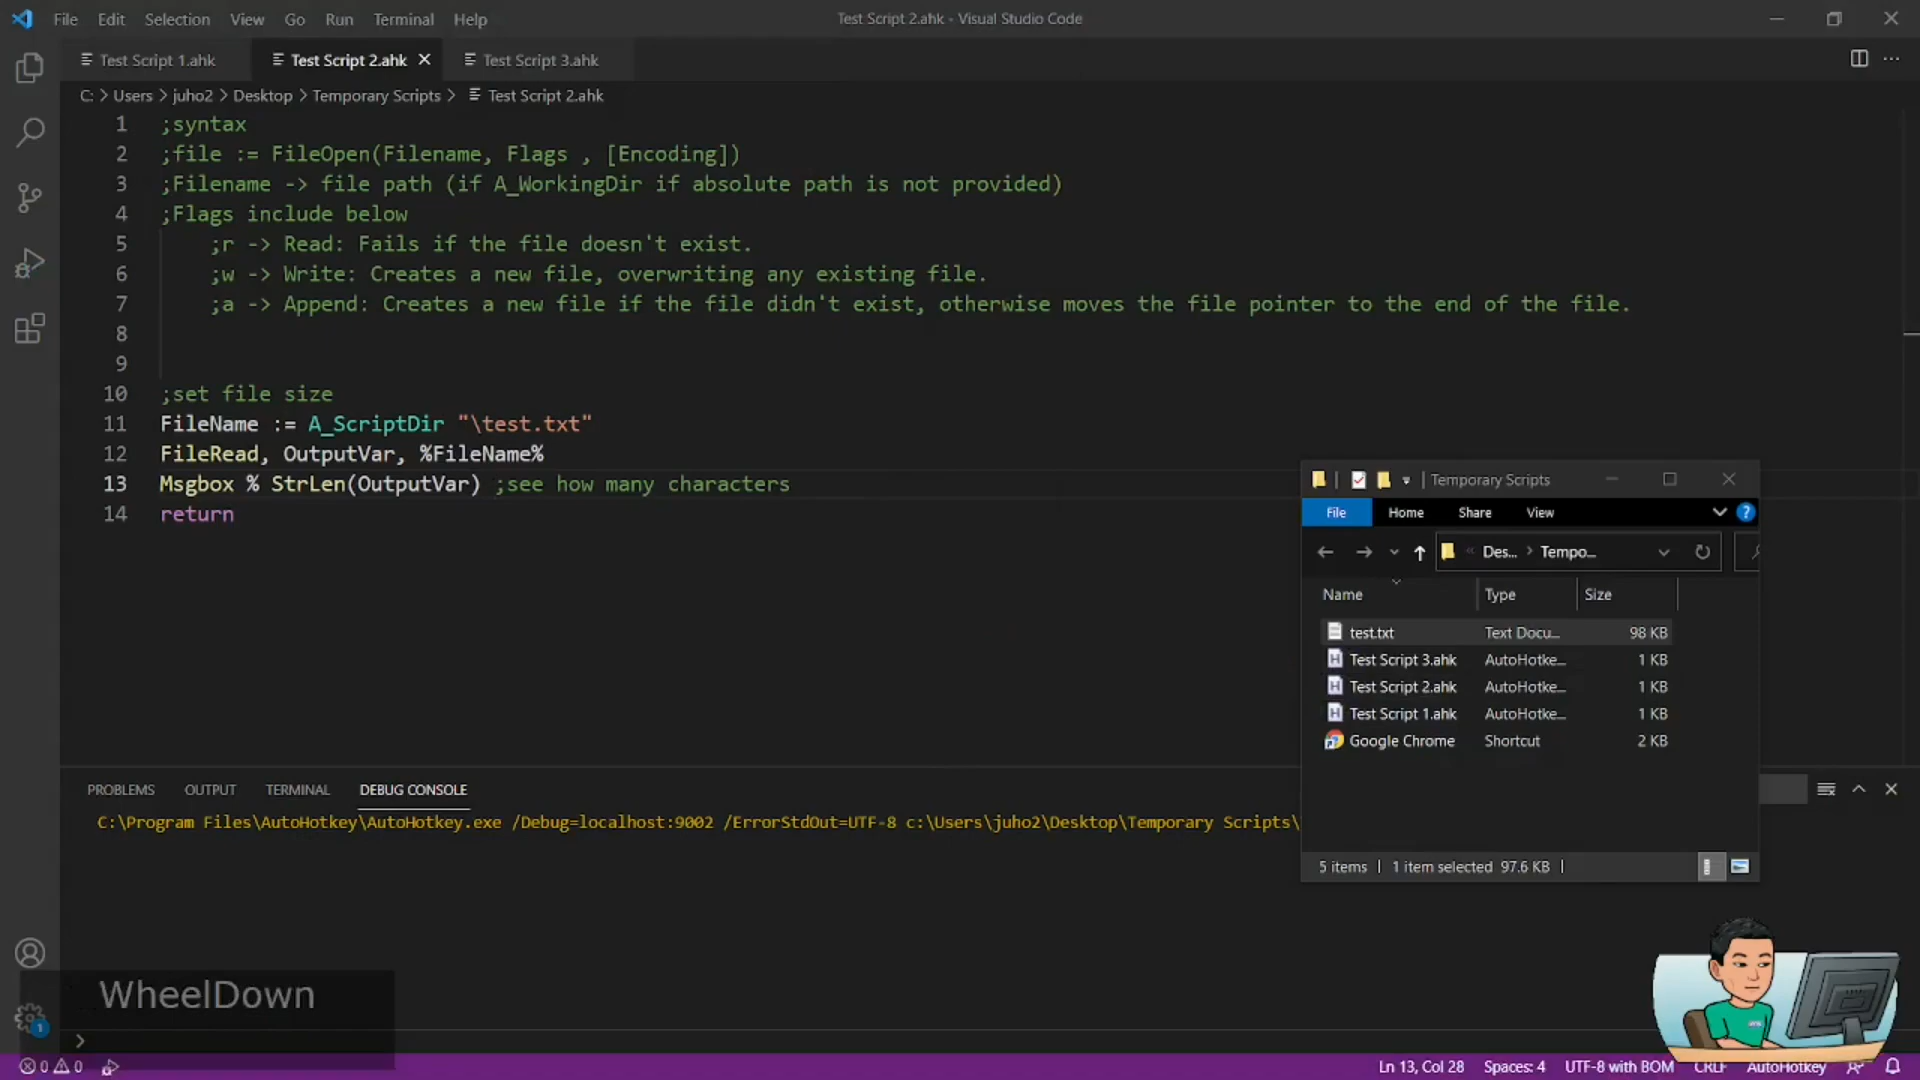 File Edit Selection View Go Run Terminal Help
Test Script 2.ahk - Visual Studio Code
Test Script 1.ahk
Test Script 2.ahk
Test Script 3.ahk
C: > Users > juho2 > Desktop > Temporary Scripts > Test Script 2.ahk
1 ;syntax
2 ;file := FileOpen(Filename, Flags , [Encoding])
3 ;Filename -> file path (if A_WorkingDir if absolute path is not provided)
4 ;Flags include below
5 ;r -> Read: Fails if the file doesn't exist.
6 ;w -> Write: Creates a new file, overwriting any existing file.
7 ;a -> Append: Creates a new file if the file didn't exist, otherwise moves the file pointer to the end of the file.
8
9
10 ;set file size
11 FileName := A_ScriptDir "\test.txt"
12 FileRead, OutputVar, %FileName%
13 Msgbox % StrLen(OutputVar) ;see how many characters
14 return
Temporary Scripts
File Home Share View
« Des... > Tempo...
Name Type Size
test.txt Text Docu... 98 KB
Test Script 3.ahk AutoHotke... 1 KB
Test Script 2.ahk AutoHotke... 1 KB
Test Script 1.ahk AutoHotke... 1 KB
Google Chrome Shortcut 2 KB
5 items | 1 item selected 97.6 KB |
PROBLEMS OUTPUT TERMINAL DEBUG CONSOLE
C:\Program Files\AutoHotkey\AutoHotkey.exe /Debug=localhost:9002 /ErrorStdOut=UTF-8 c:\Users\juho2\Desktop\Temporary Scripts\
WheelDown
1
0 0
Ln 13, Col 28 Spaces: 4 UTF-8 with BOM CRLF AutoHotkey